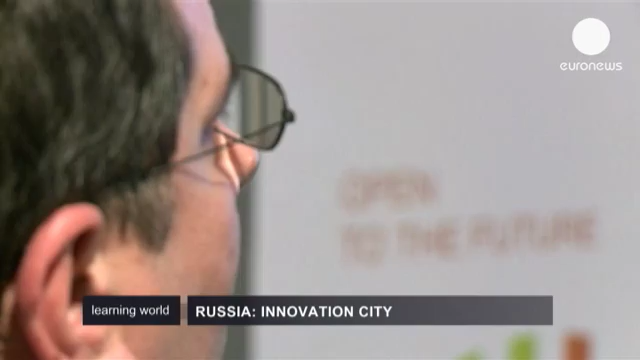 euronews
OPEN
TO THE FUTURE
learning world
RUSSIA: INNOVATION CITY